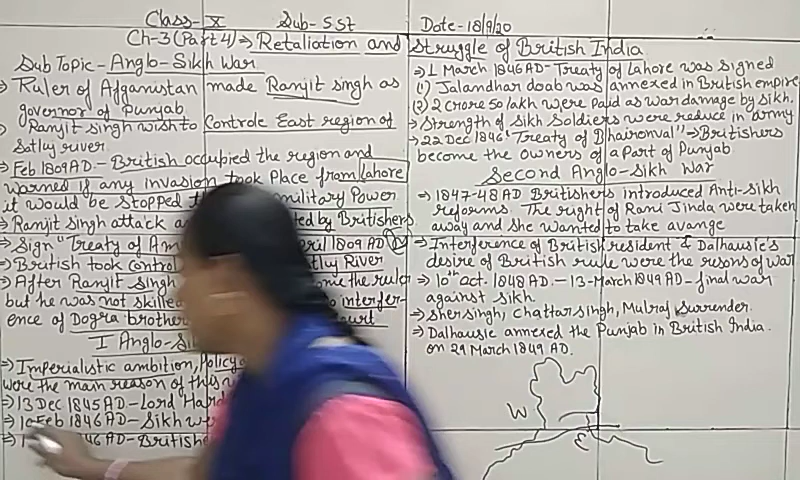 Class-X Sub-S.St Date-18/9/20
Ch-3(Part 4)⇒ Retaliation and Struggle of British India
Sub Topic - Anglo-Sikh War
⇒ Ruler of Afganistan made Ranjit singh as
governor of Punjab
⇒ Ranjit singh wish to Controle East region of
Sutluj river
⇒ Feb 1809 AD - British occupied the region and
warned if any invasion took Place from Lahore
it would be stopped military Power
⇒ Ranjit singh attack ted by Britishers
⇒ Sign "Treaty of Am ril 1809 AD
⇒ British took control tly River
⇒ After Ranjit Singh me the ruler
but he was not skilled interfer-
ence of Dogra brother court
I Anglo-Si
⇒ Imperialistic ambition, Policy
were the main reason of this w
⇒ 13 Dec 1845 AD - Lord Hard
⇒ 10 Feb 1846 AD - Sikh wer
46 AD - Britishe
⇒ 1 March 1846 AD - Treaty of Lahore was signed
(1) Jalandhar doab was annexed in British empire
(2) 2 crore 50 lakh were Paid as war damage by Sikh.
⇒ Strength of Sikh Soldiers were reduce in army
⇒ 22 Dec 1846 "Treaty of Bhaironval" ⇒ Britishers
become the owners of a Part of Punjab
Second Anglo-Sikh War
⇒ 1847-48 AD Britishers introduced Anti-Sikh
reforms. The right of Rani Jinda were taken
away and she wanted to take avange
⇒ Interference of British resident & Dalhausie's
desire of British rule were the resons of war
⇒ 10th Oct. 1848 AD. - 13-March 1849 AD - final war
against Sikh
⇒ Sher singh, Chattar singh, Mulraj Surrender.
⇒ Dalhausie annexed the Punjab in British India.
on 29 March 1849 AD.
W
E